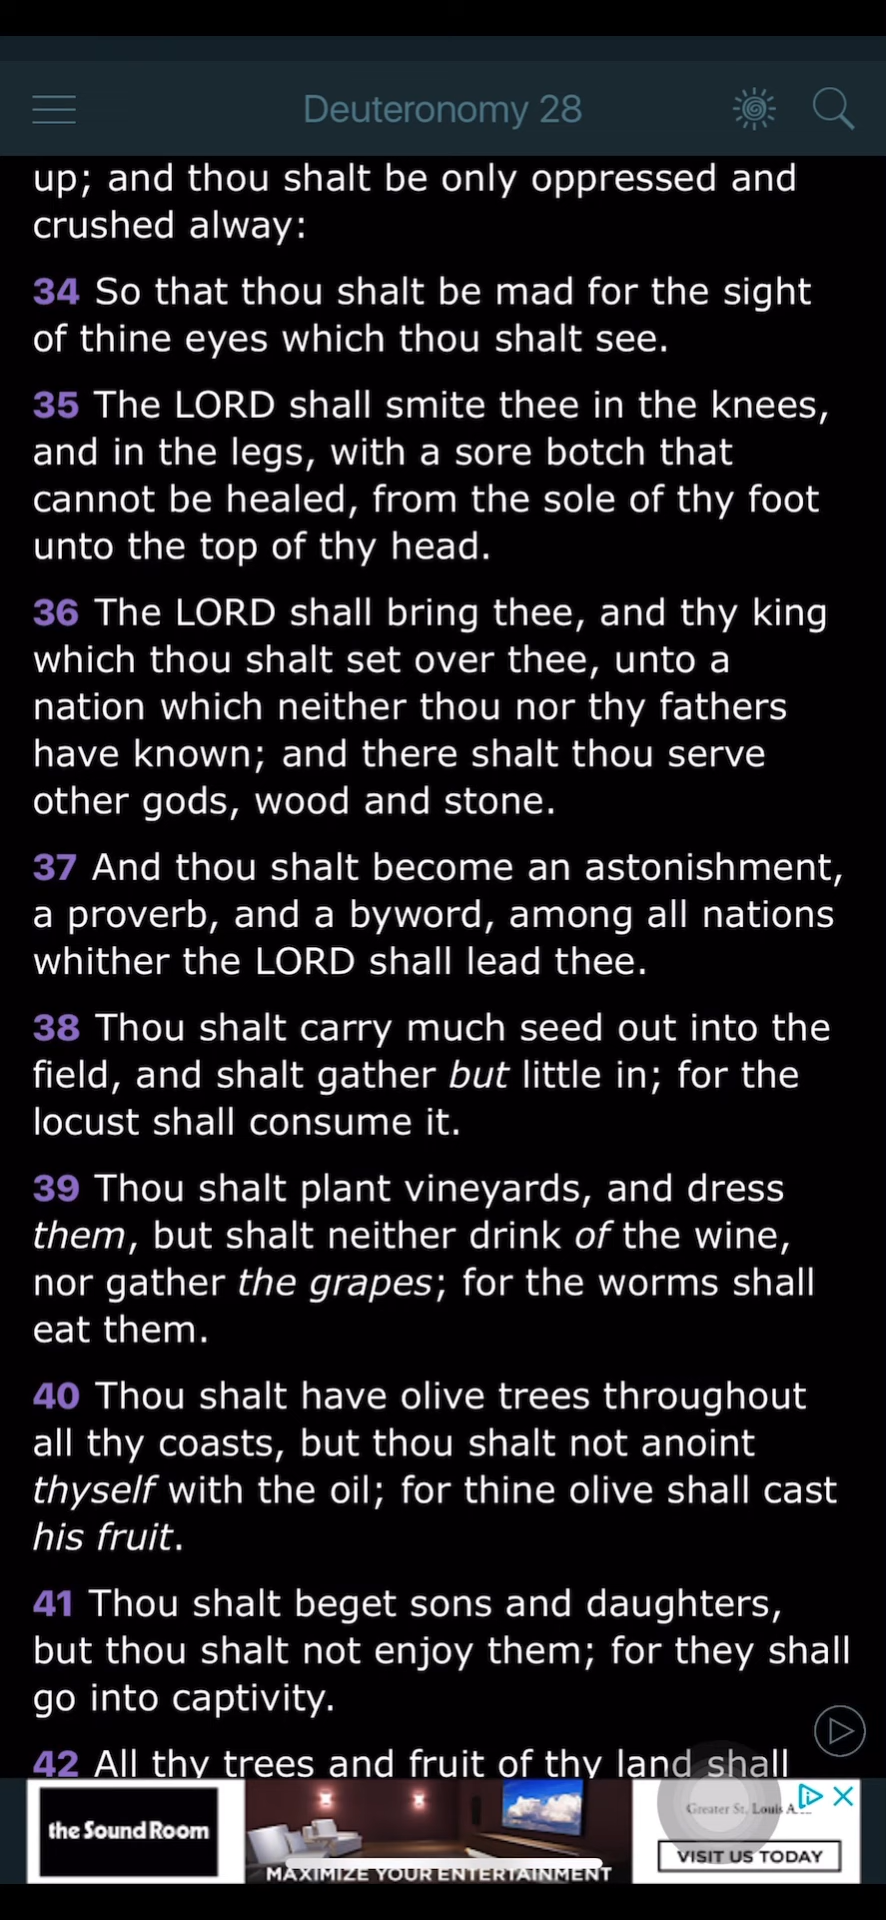 Deuteronomy 28
up; and thou shalt be only oppressed and
crushed alway:
34 So that thou shalt be mad for the sight
of thine eyes which thou shalt see.
35 The LORD shall smite thee in the knees,
and in the legs, with a sore botch that
cannot be healed, from the sole of thy foot
unto the top of thy head.
36 The LORD shall bring thee, and thy king
which thou shalt set over thee, unto a
nation which neither thou nor thy fathers
have known; and there shalt thou serve
other gods, wood and stone.
37 And thou shalt become an astonishment,
a proverb, and a byword, among all nations
whither the LORD shall lead thee.
38 Thou shalt carry much seed out into the
field, and shalt gather but little in; for the
locust shall consume it.
39 Thou shalt plant vineyards, and dress
them, but shalt neither drink of the wine,
nor gather the grapes; for the worms shall
eat them.
40 Thou shalt have olive trees throughout
all thy coasts, but thou shalt not anoint
thyself with the oil; for thine olive shall cast
his fruit.
41 Thou shalt beget sons and daughters,
but thou shalt not enjoy them; for they shall
go into captivity.
42 All thy trees and fruit of thy land shall
the Sound Room
MAXIMIZE YOUR ENTERTAINMENT
Greater St. Louis A...
VISIT US TODAY